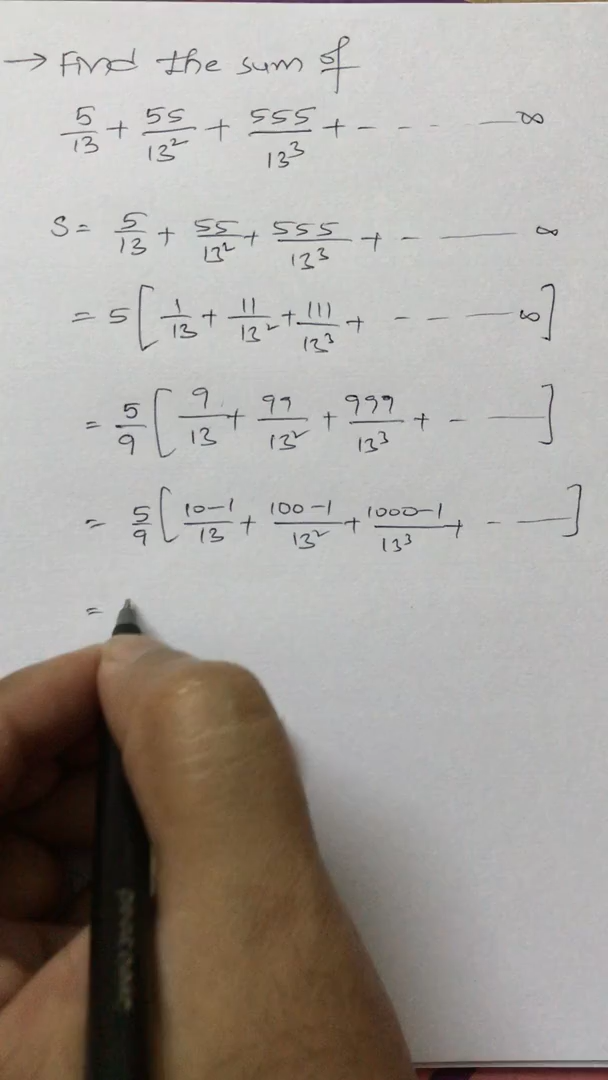 → Find the sum of
5/13 + 55/13² + 555/13³ + - - - — ∞
S = 5/13 + 55/13² + 555/13³ + - — ∞
= 5[1/13 + 11/13² + 111/13³ + - - — ∞]
= 5/9[9/13 + 99/13² + 999/13³ + - —]
= 5/9[10-1/13 + 100-1/13² + 1000-1/13³ + - —]
=